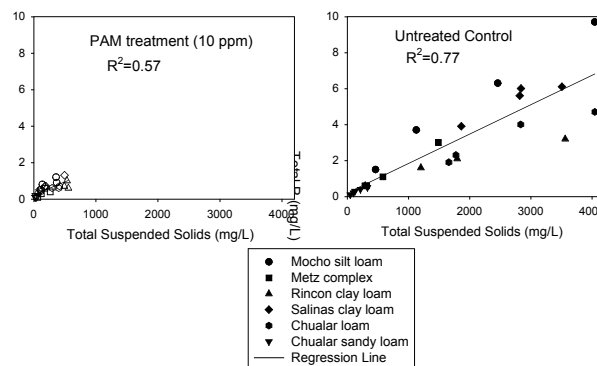 PAM treatment (10 ppm)
R²=0.57
10
8
6
4
2
0
0 1000 2000 3000 4000
Total Suspended Solids (mg/L)
Untreated Control
R²=0.77
10
8
6
4
2
0
0 1000 2000 3000 4000
Total P (mg/L)
Total Suspended Solids (mg/L)
Mocho silt loam
Metz complex
Rincon clay loam
Salinas clay loam
Chualar loam
Chualar sandy loam
Regression Line